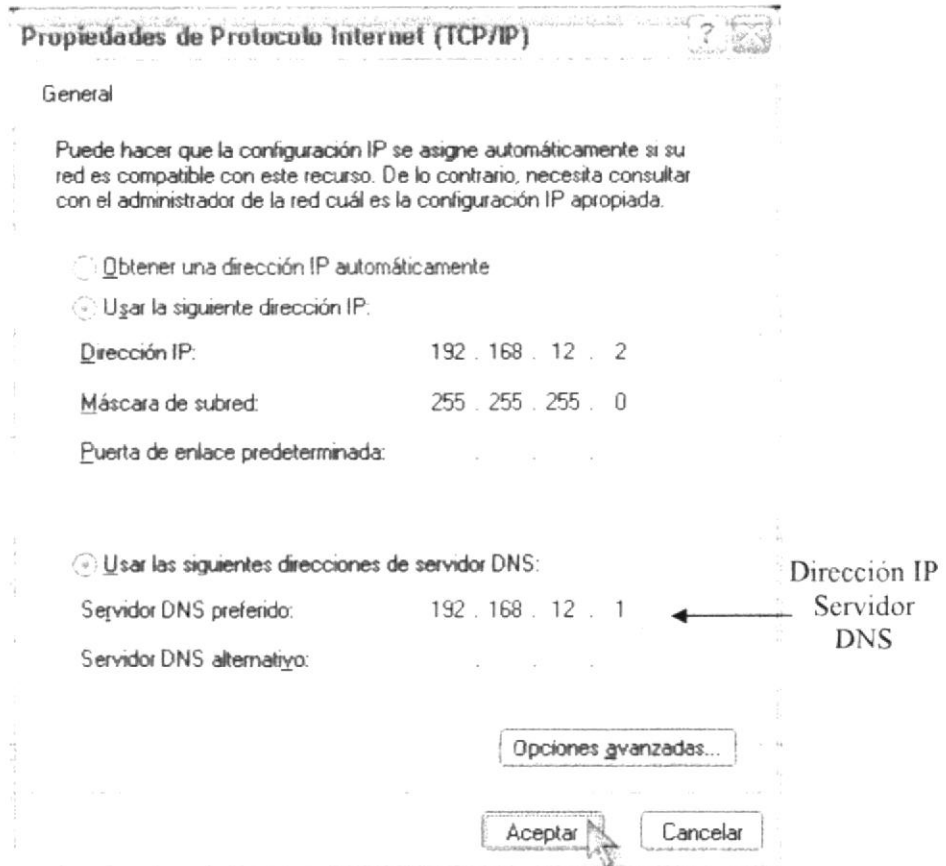 Propiedades de Protocolo Internet (TCP/IP)
?
General
Puede hacer que la configuración IP se asigne automáticamente si su
red es compatible con este recurso. De lo contrario, necesita consultar
con el administrador de la red cuál es la configuración IP apropiada.
Obtener una dirección IP automáticamente
Usar la siguiente dirección IP:
Dirección IP: 192 . 168 . 12 . 2
Máscara de subred: 255 . 255 . 255 . 0
Puerta de enlace predeterminada: . . .
Usar las siguientes direcciones de servidor DNS:
Servidor DNS preferido: 192 . 168 . 12 . 1
Servidor DNS alternativo: . . .
Dirección IP
Servidor
DNS
Opciones avanzadas...
Aceptar
Cancelar